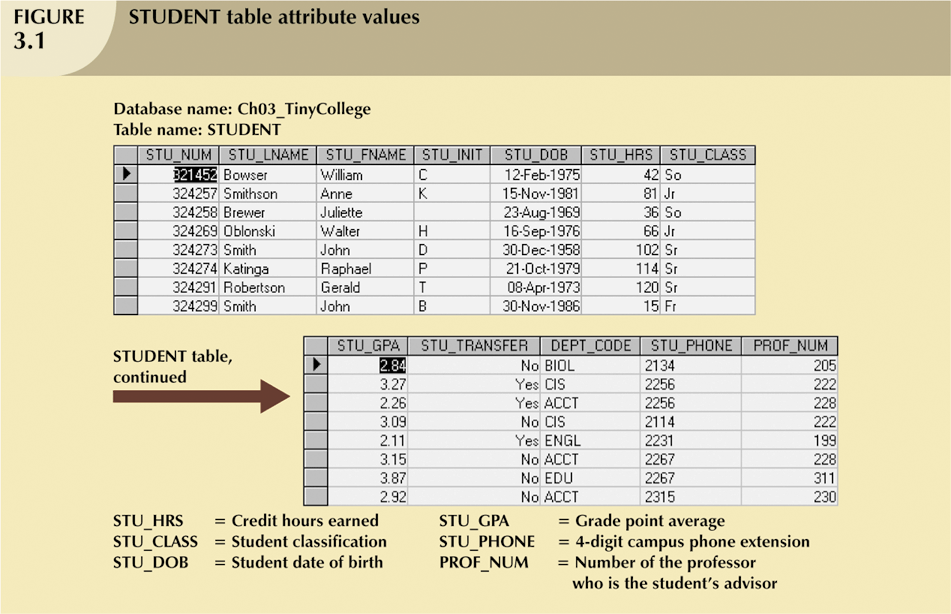 FIGURE 3.1
STUDENT table attribute values
Database name: Ch03_TinyCollege
Table name: STUDENT
STU_NUM STU_LNAME STU_FNAME STU_INIT STU_DOB STU_HRS STU_CLASS
321452 Bowser William C 12-Feb-1975 42 So
324257 Smithson Anne K 15-Nov-1981 81 Jr
324258 Brewer Juliette 23-Aug-1969 36 So
324269 Oblonski Walter H 16-Sep-1976 66 Jr
324273 Smith John D 30-Dec-1958 102 Sr
324274 Katinga Raphael P 21-Oct-1979 114 Sr
324291 Robertson Gerald T 08-Apr-1973 120 Sr
324299 Smith John B 30-Nov-1986 15 Fr
STUDENT table,
continued
STU_GPA STU_TRANSFER DEPT_CODE STU_PHONE PROF_NUM
2.84 No BIOL 2134 205
3.27 Yes CIS 2256 222
2.26 Yes ACCT 2256 228
3.09 No CIS 2114 222
2.11 Yes ENGL 2231 199
3.15 No ACCT 2267 228
3.87 No EDU 2267 311
2.92 No ACCT 2315 230
STU_HRS = Credit hours earned
STU_CLASS = Student classification
STU_DOB = Student date of birth
STU_GPA = Grade point average
STU_PHONE = 4-digit campus phone extension
PROF_NUM = Number of the professor
who is the student's advisor